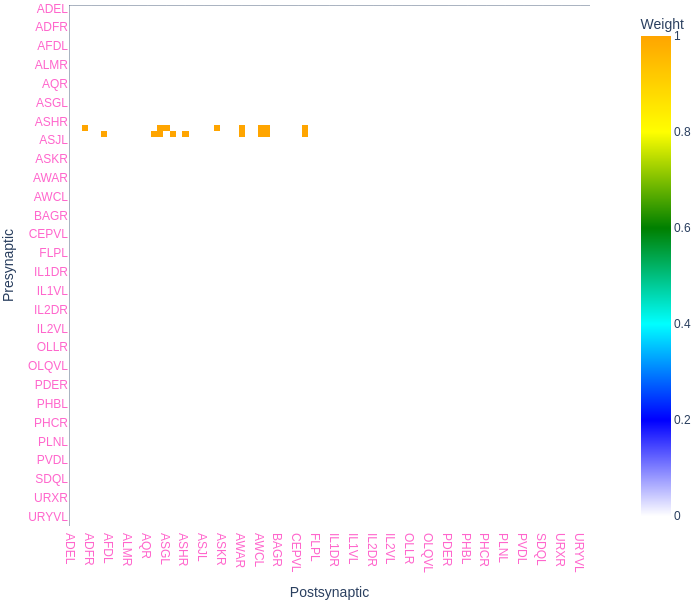 Weight
1
0.8
0.6
0.4
0.2
0
Presynaptic
ADEL
ADFR
AFDL
ALMR
AQR
ASGL
ASHR
ASJL
ASKR
AWAR
AWCL
BAGR
CEPVL
FLPL
IL1DR
IL1VL
IL2DR
IL2VL
OLLR
OLQVL
PDER
PHBL
PHCR
PLNL
PVDL
SDQL
URXR
URYVL
ADEL
ADFR
AFDL
ALMR
AQR
ASGL
ASHR
ASJL
ASKR
AWAR
AWCL
BAGR
CEPVL
FLPL
IL1DR
IL1VL
IL2DR
IL2VL
OLLR
OLQVL
PDER
PHBL
PHCR
PLNL
PVDL
SDQL
URXR
URYVL
Postsynaptic